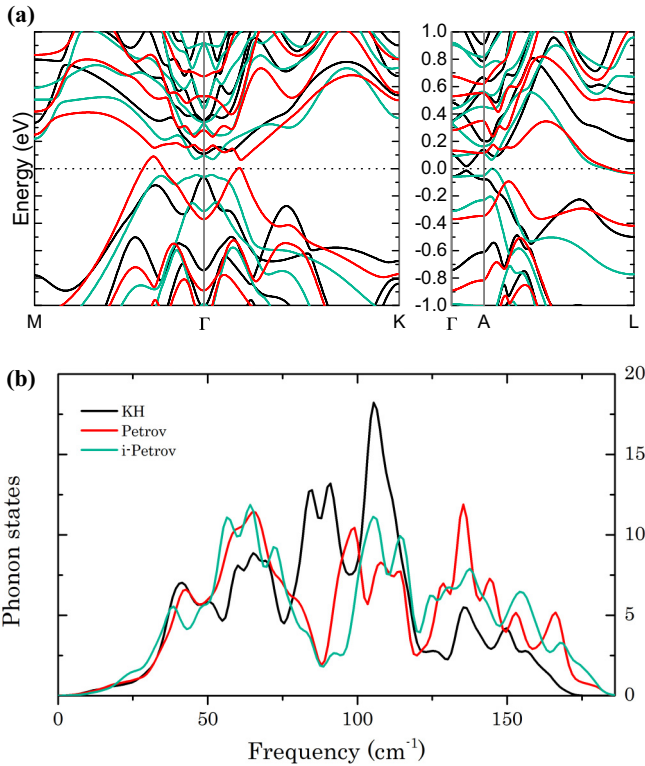 (a)
Energy (eV)
1.0
0.8
0.6
0.4
0.2
0.0
-0.2
-0.4
-0.6
-0.8
-1.0
M Γ K Γ A L
(b)
KH
Petrov
i-Petrov
Phonon states
20
15
10
5
0
0 50 100 150
Frequency (cm⁻¹)